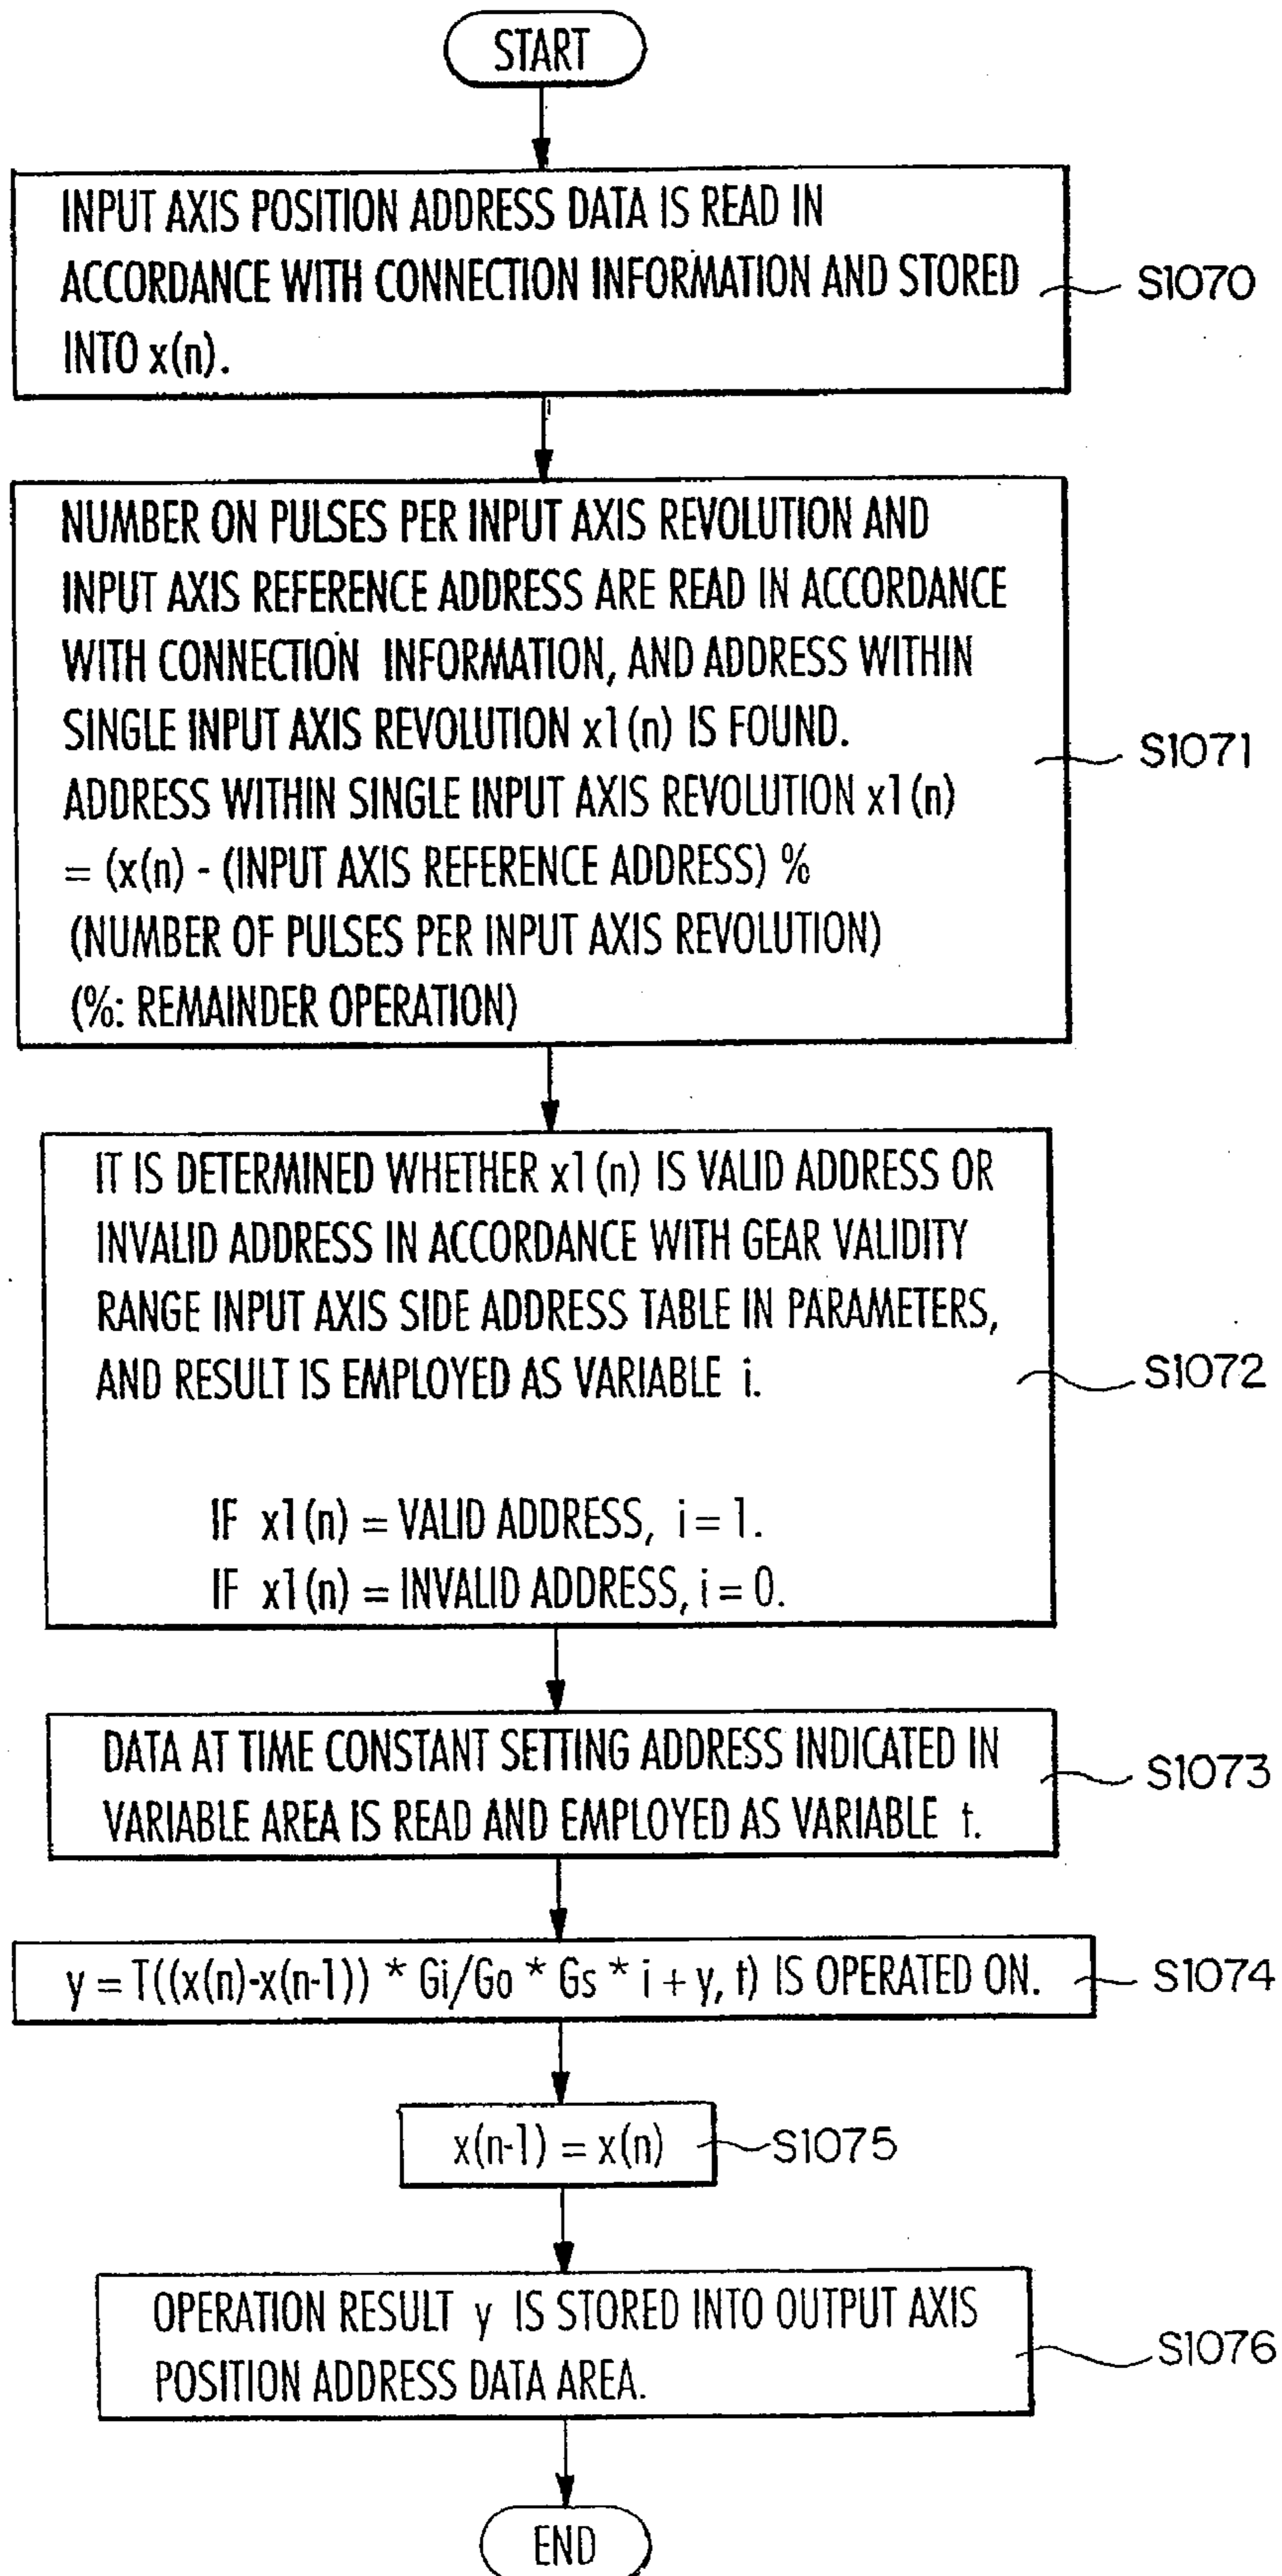 START
INPUT AXIS POSITION ADDRESS DATA IS READ IN
ACCORDANCE WITH CONNECTION INFORMATION AND STORED
INTO x(n).
S1070
NUMBER ON PULSES PER INPUT AXIS REVOLUTION AND
INPUT AXIS REFERENCE ADDRESS ARE READ IN ACCORDANCE
WITH CONNECTION INFORMATION, AND ADDRESS WITHIN
SINGLE INPUT AXIS REVOLUTION x1(n) IS FOUND.
ADDRESS WITHIN SINGLE INPUT AXIS REVOLUTION x1(n)
= (x(n) - (INPUT AXIS REFERENCE ADDRESS) %
(NUMBER OF PULSES PER INPUT AXIS REVOLUTION)
(%: REMAINDER OPERATION)
S1071
IT IS DETERMINED WHETHER x1(n) IS VALID ADDRESS OR
INVALID ADDRESS IN ACCORDANCE WITH GEAR VALIDITY
RANGE INPUT AXIS SIDE ADDRESS TABLE IN PARAMETERS,
AND RESULT IS EMPLOYED AS VARIABLE i.
IF x1(n) = VALID ADDRESS, i = 1.
IF x1(n) = INVALID ADDRESS, i = 0.
S1072
DATA AT TIME CONSTANT SETTING ADDRESS INDICATED IN
VARIABLE AREA IS READ AND EMPLOYED AS VARIABLE t.
S1073
y = T((x(n)-x(n-1)) * Gi/Go * Gs * i + y, t) IS OPERATED ON.
S1074
x(n-1) = x(n)
S1075
OPERATION RESULT y IS STORED INTO OUTPUT AXIS
POSITION ADDRESS DATA AREA.
S1076
END